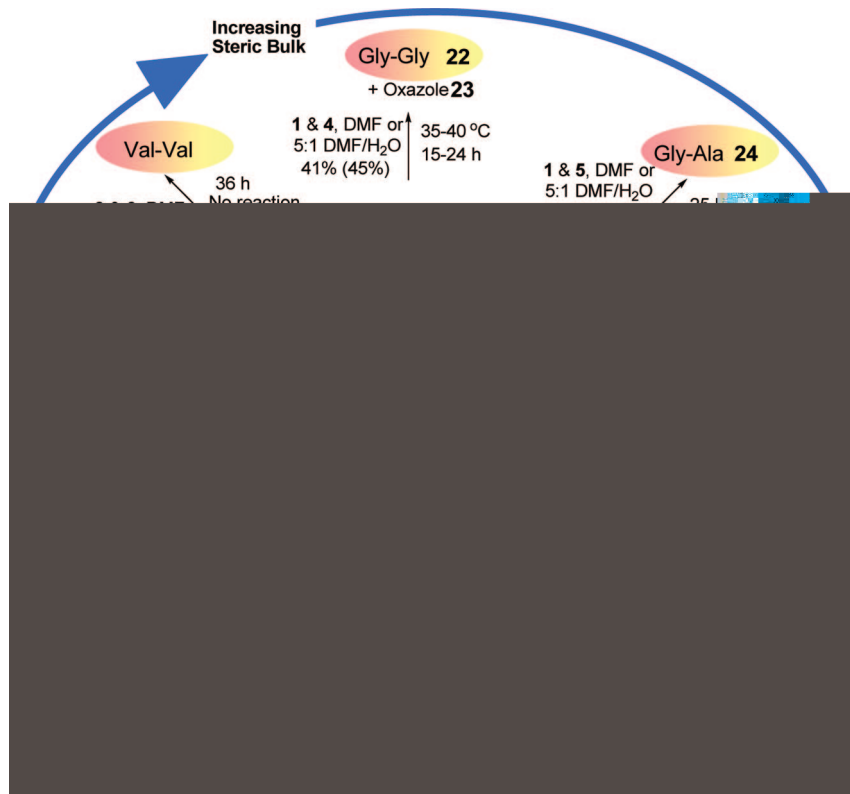 Increasing
Steric Bulk
Gly-Gly 22
+ Oxazole 23
1 & 4, DMF or
5:1 DMF/H₂O
41% (45%)
35-40 °C
15-24 h
Val-Val
36 h
No reaction
Gly-Ala 24
1 & 5, DMF or
5:1 DMF/H₂O